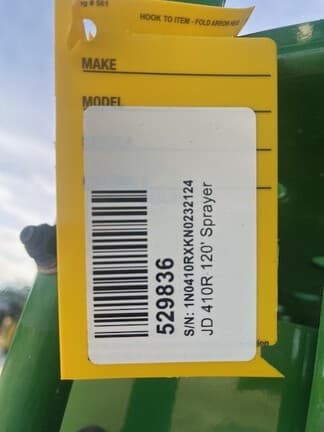 HOOK TO ITEM - FOLD ARROW
MAKE
MODEL
529836
S/N: 1N0410RXKN0232124
JD 410R 120' Sprayer